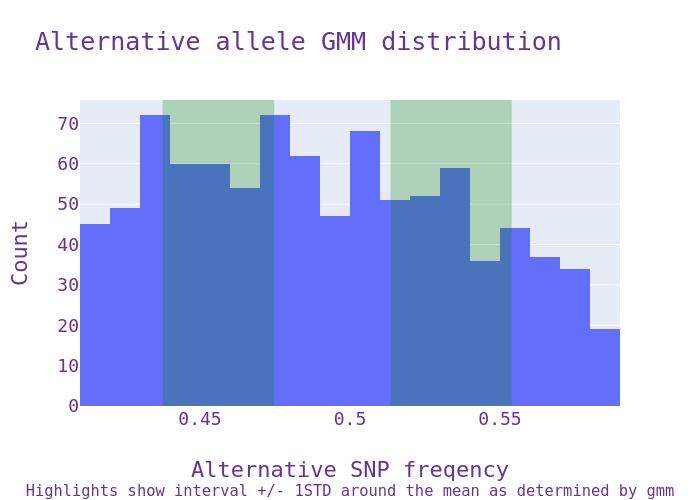 Alternative allele GMM distribution
Count
70
60
50
40
30
20
10
0
0.45 0.5 0.55
Alternative SNP freqency
Highlights show interval +/- 1STD around the mean as determined by gmm